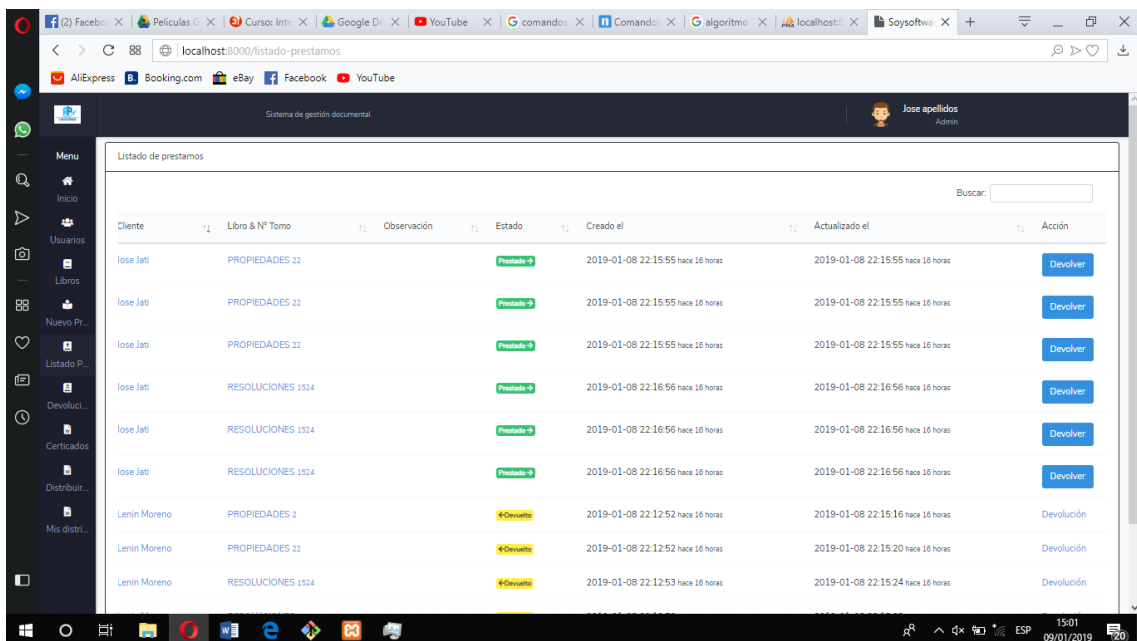 (2) Facebo
Peliculas G
Curso: Inte
Google Dri
YouTube
comandos
Comandos
algoritmo
localhost:8
Soysoftwa
localhost:8000/listado-prestamos
AliExpress
Booking.com
eBay
Facebook
YouTube
Sistema de gestión documental
Jose apellidos
Admin
Menu
Inicio
Usuarios
Libros
Nuevo Pr...
Listado P...
Devoluci...
Certicados
Distribuir...
Mis distri...
Listado de prestamos
Buscar:
Cliente Libro & Nº Tomo Observación Estado Creado el Actualizado el Acción
Jose Jati PROPIEDADES 22 Prestado → 2019-01-08 22:15:55 hace 16 horas 2019-01-08 22:15:55 hace 16 horas Devolver
Jose Jati PROPIEDADES 22 Prestado → 2019-01-08 22:15:55 hace 16 horas 2019-01-08 22:15:55 hace 16 horas Devolver
Jose Jati PROPIEDADES 22 Prestado → 2019-01-08 22:15:55 hace 16 horas 2019-01-08 22:15:55 hace 16 horas Devolver
Jose Jati RESOLUCIONES 1524 Prestado → 2019-01-08 22:16:56 hace 16 horas 2019-01-08 22:16:56 hace 16 horas Devolver
Jose Jati RESOLUCIONES 1524 Prestado → 2019-01-08 22:16:56 hace 16 horas 2019-01-08 22:16:56 hace 16 horas Devolver
Jose Jati RESOLUCIONES 1524 Prestado → 2019-01-08 22:16:56 hace 16 horas 2019-01-08 22:16:56 hace 16 horas Devolver
Lenin Moreno PROPIEDADES 2 ←Devuelto 2019-01-08 22:12:52 hace 16 horas 2019-01-08 22:15:16 hace 16 horas Devolución
Lenin Moreno PROPIEDADES 22 ←Devuelto 2019-01-08 22:12:52 hace 16 horas 2019-01-08 22:15:20 hace 16 horas Devolución
Lenin Moreno RESOLUCIONES 1524 ←Devuelto 2019-01-08 22:12:53 hace 16 horas 2019-01-08 22:15:24 hace 16 horas Devolución
ESP
15:01
09/01/2019
20